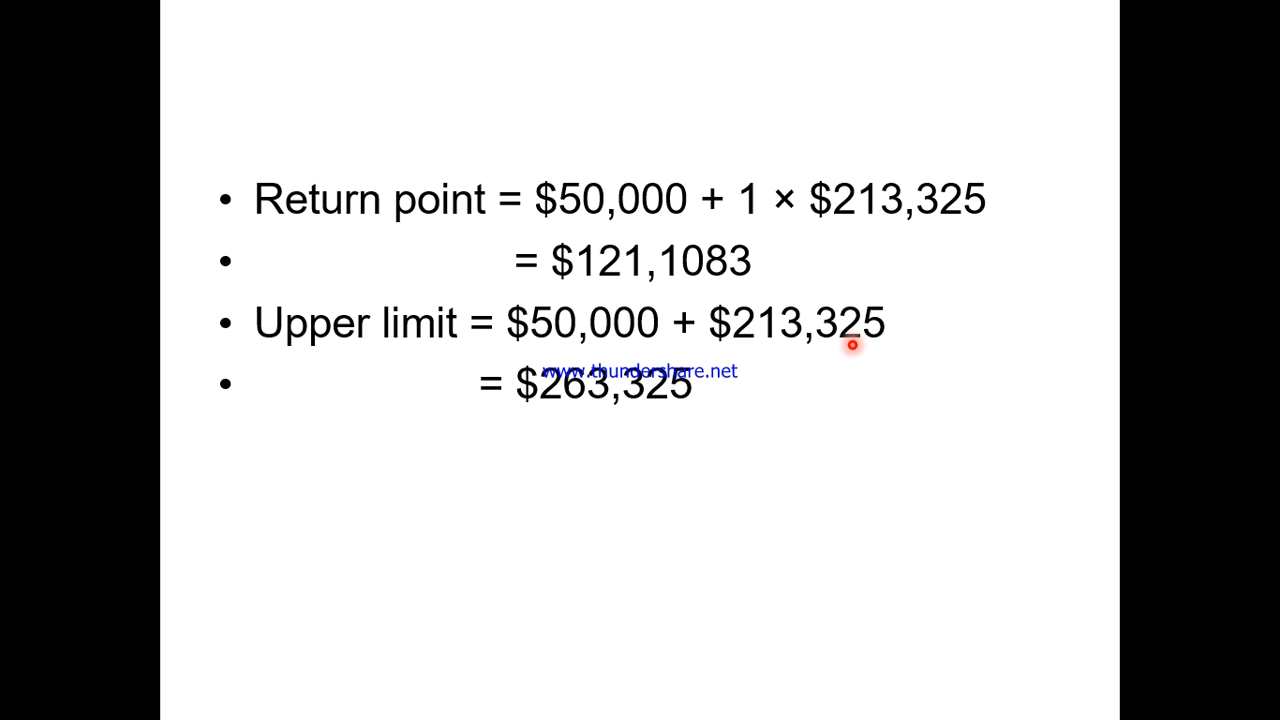 • Return point = $50,000 + 1 × $213,325
• = $121,1083
• Upper limit = $50,000 + $213,325
www.thundershare.net
• = $263,325